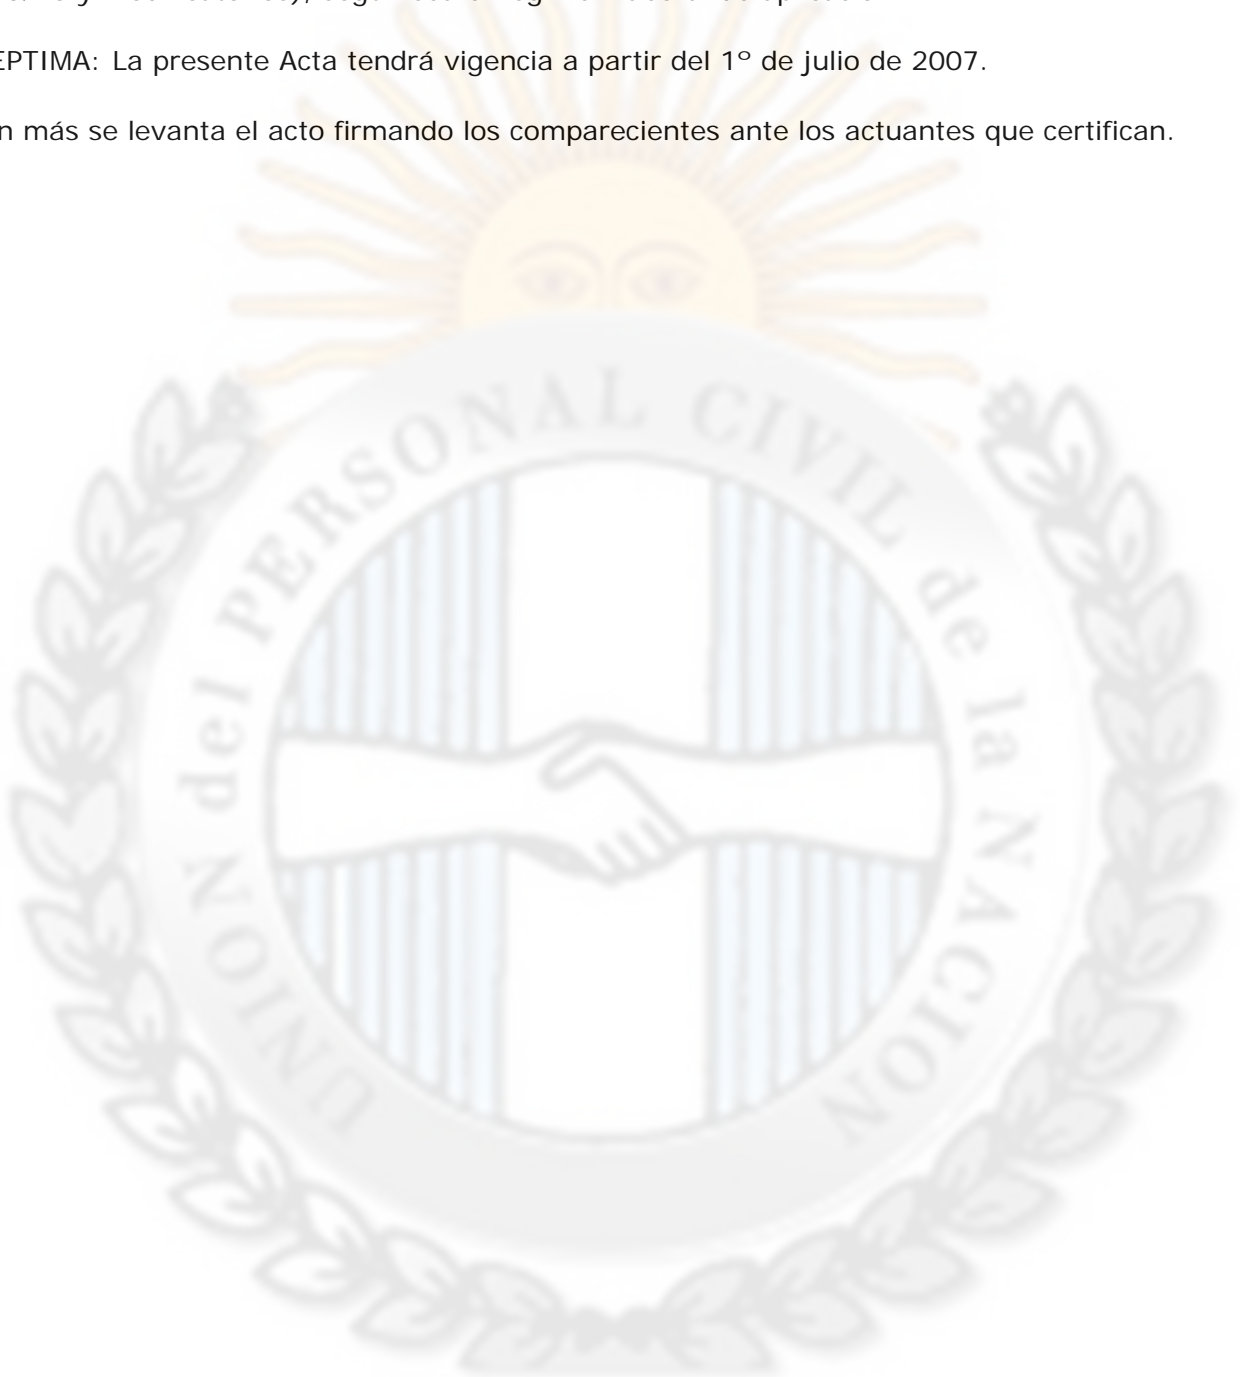 EPTIMA: La presente Acta tendrá vigencia a partir del 1º de julio de 2007.
n más se levanta el acto firmando los comparecientes ante los actuantes que certifican.
UNION del PERSONAL CIVIL de la NACION